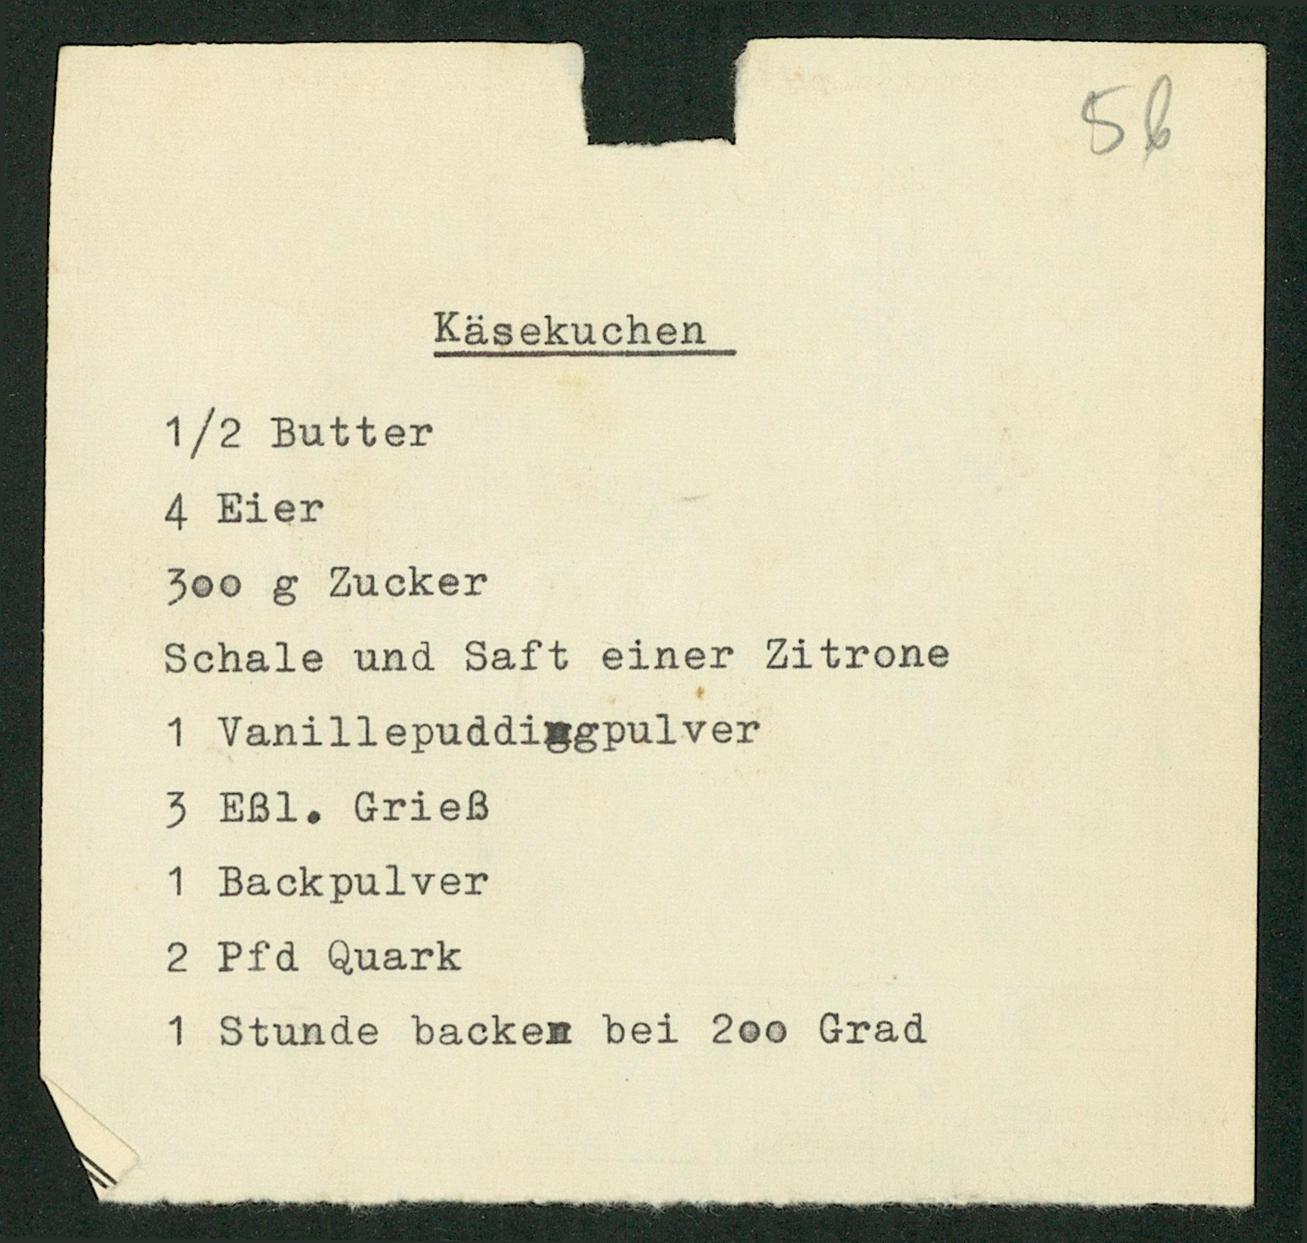 56
Käsekuchen
1/2 Butter
4 Eier
3oo g Zucker
Schale und Saft einer Zitrone
1 Vanillepuddingpulver
3 Eßl. Grieß
1 Backpulver
2 Pfd Quark
1 Stunde backen bei 2oo Grad